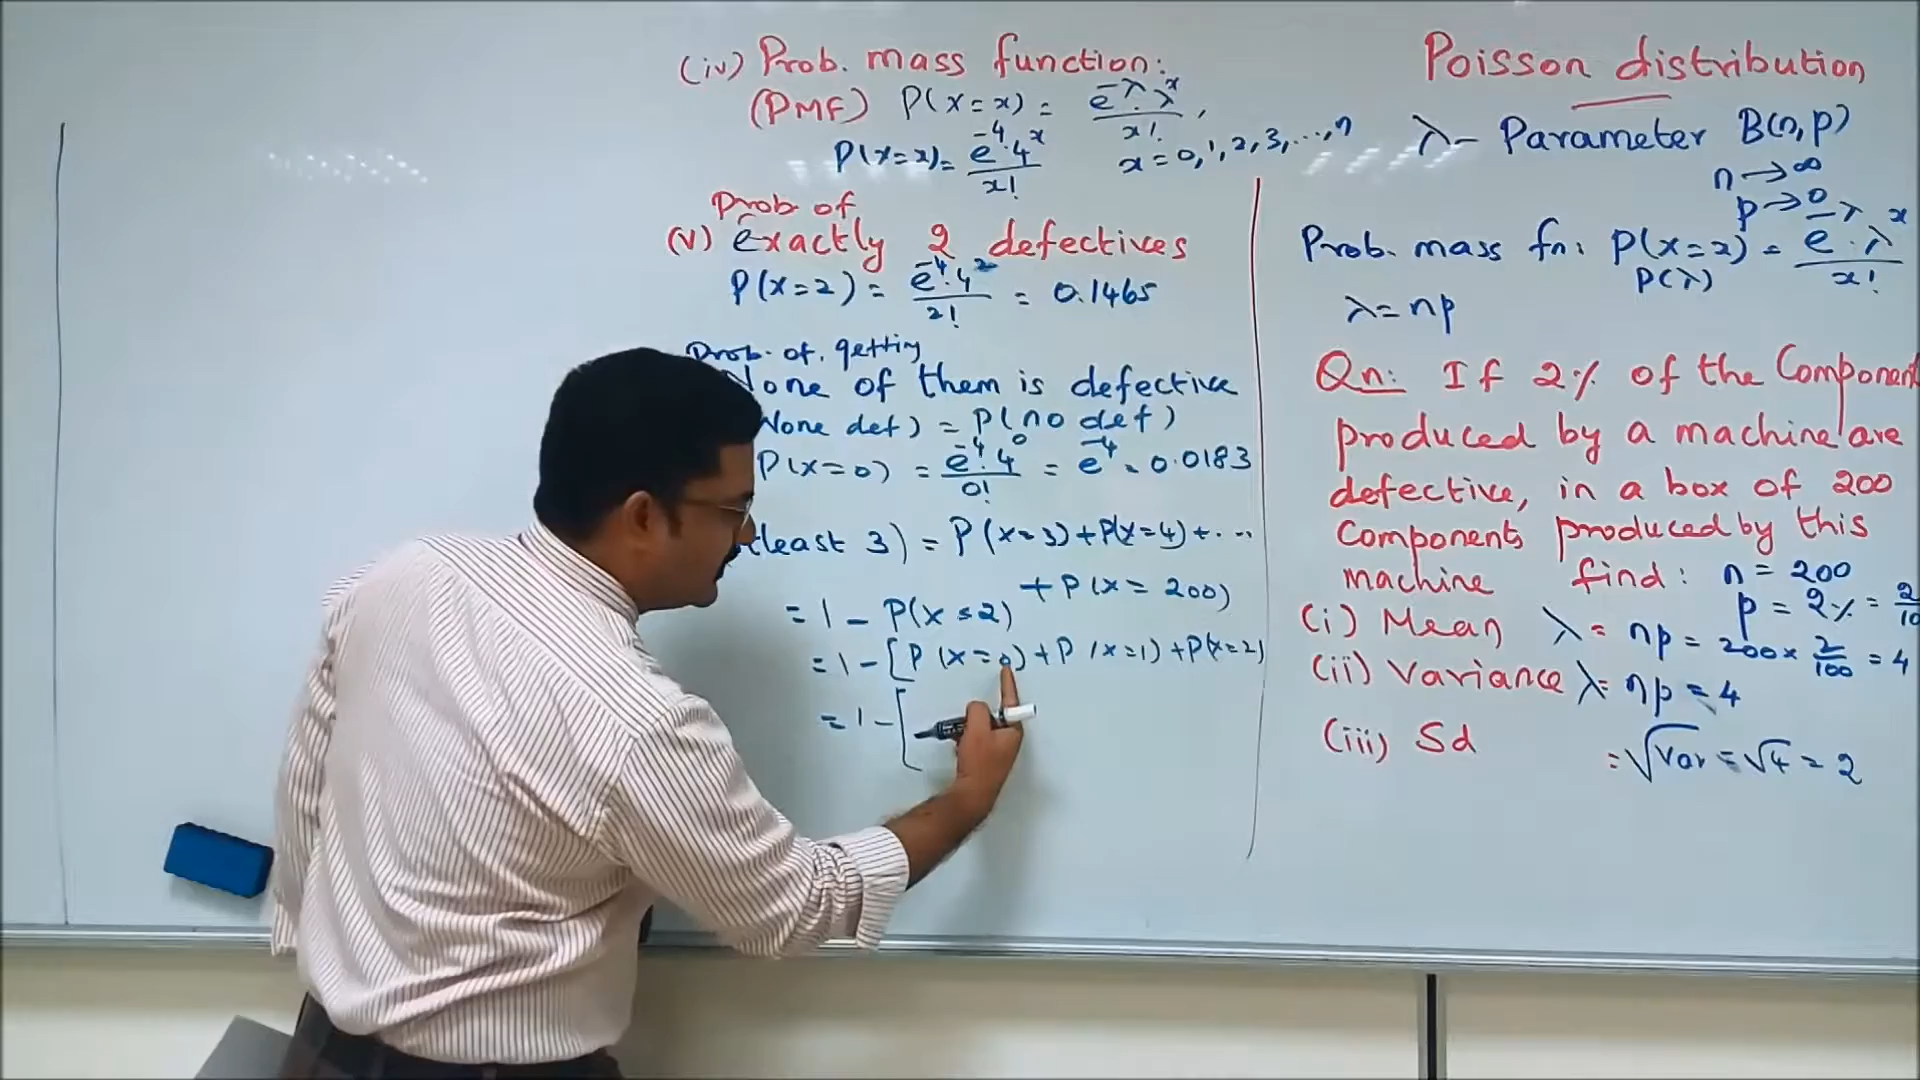 (iv) Prob. mass function:
(PMF) P(X=x) = e^-λ.λ^x / x! ,
x = 0,1,2,3,...,n
P(X=x) = e^-4.4^x / x!
Prob. of
(v) exactly 2 defectives
P(X=2) = e^-4.4^2 / 2! = 0.1465
Prob. of. getting
None of them is defective
None def) = P(no def)
P(X=0) = e^-4.4^0 / 0! = e^-4 = 0.0183
tleast 3) = P(X=3)+P(X=4)+...
+ P(X=200)
= 1 - P(X≤2)
= 1 - [P(X=0)+P(X=1)+P(X=2)
= 1 - [
Poisson distribution
λ - Parameter B(n,p)
n → ∞
p → 0
Prob. mass fn: P(X=x) = e^-λ.λ^x / x!
P(λ)
λ = np
Qn: If 2% of the Component
produced by a machine are
defective, in a box of 200
Components produced by this
machine find: n = 200
p = 2% = 2/10
(i) Mean λ = np = 200 × 2/100 = 4
(ii) Variance λ = np = 4
(iii) Sd = √Var = √4 = 2